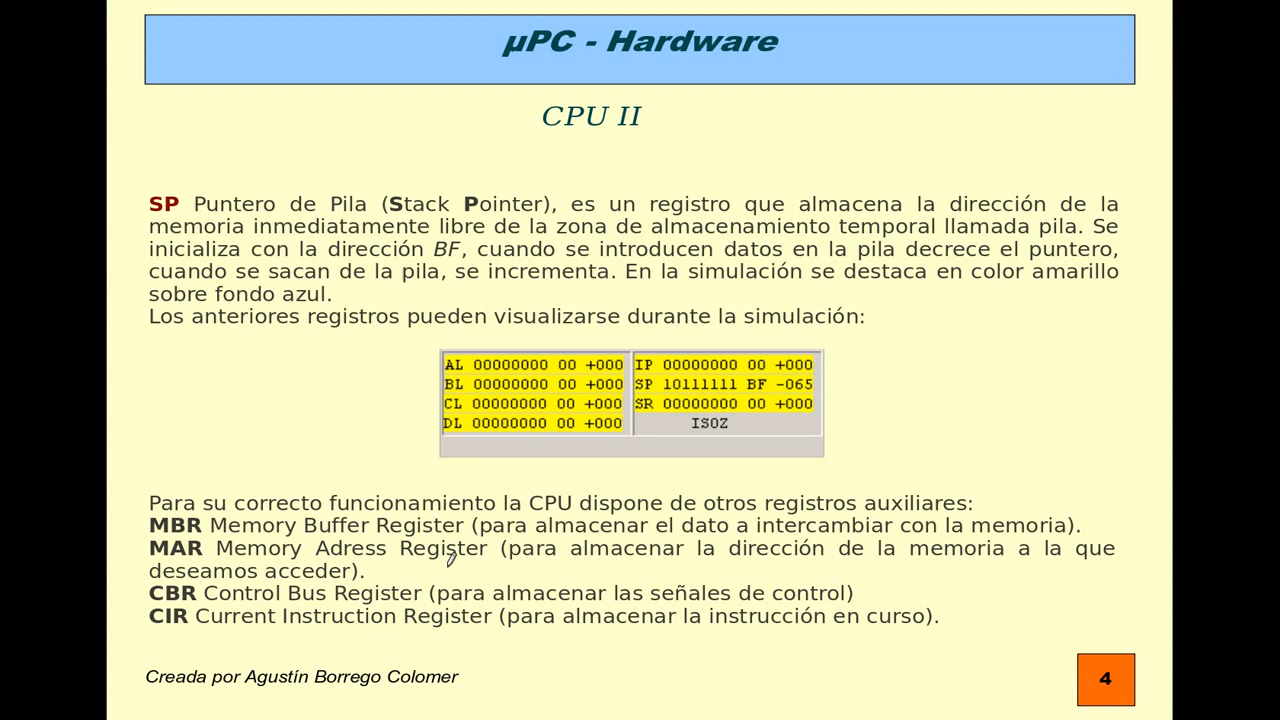 µPC - Hardware
CPU II
SP Puntero de Pila (Stack Pointer), es un registro que almacena la dirección de la
memoria inmediatamente libre de la zona de almacenamiento temporal llamada pila. Se
inicializa con la dirección BF, cuando se introducen datos en la pila decrece el puntero,
cuando se sacan de la pila, se incrementa. En la simulación se destaca en color amarillo
sobre fondo azul.
Los anteriores registros pueden visualizarse durante la simulación:
AL 00000000 00 +000 IP 00000000 00 +000
BL 00000000 00 +000 SP 10111111 BF -065
CL 00000000 00 +000 SR 00000000 00 +000
DL 00000000 00 +000 ISOZ
Para su correcto funcionamiento la CPU dispone de otros registros auxiliares:
MBR Memory Buffer Register (para almacenar el dato a intercambiar con la memoria).
MAR Memory Adress Register (para almacenar la dirección de la memoria a la que
deseamos acceder).
CBR Control Bus Register (para almacenar las señales de control)
CIR Current Instruction Register (para almacenar la instrucción en curso).
Creada por Agustín Borrego Colomer
4